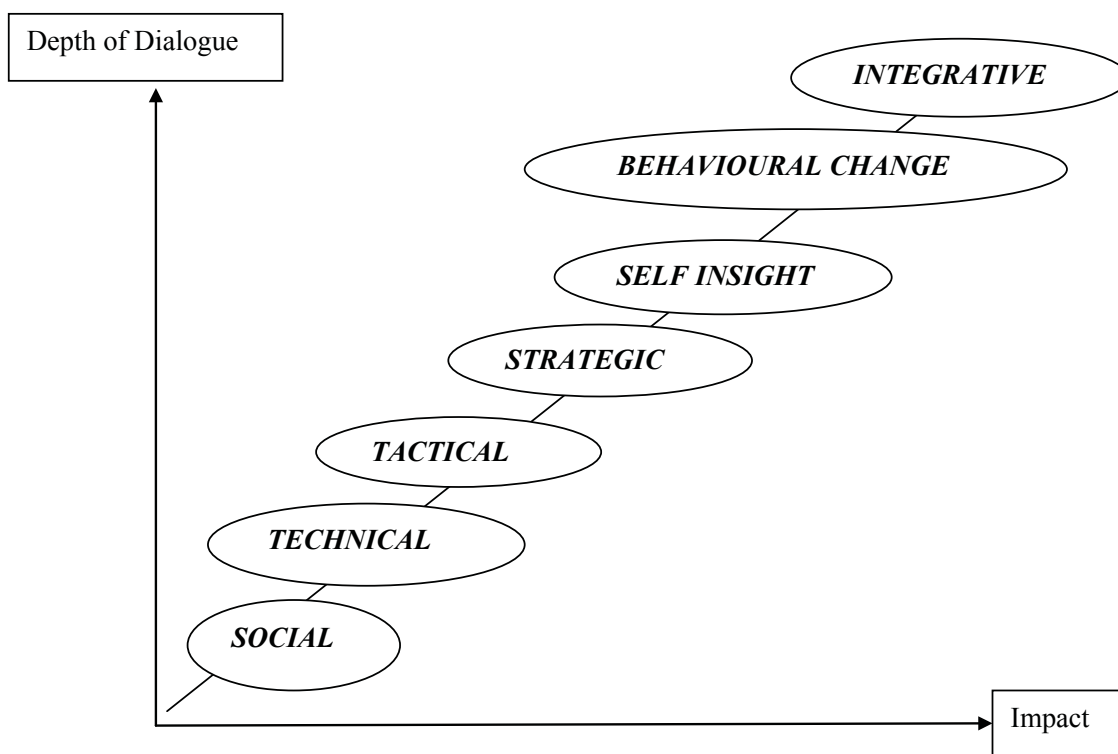 Depth of Dialogue
INTEGRATIVE
BEHAVIOURAL CHANGE
SELF INSIGHT
STRATEGIC
TACTICAL
TECHNICAL
SOCIAL
Impact